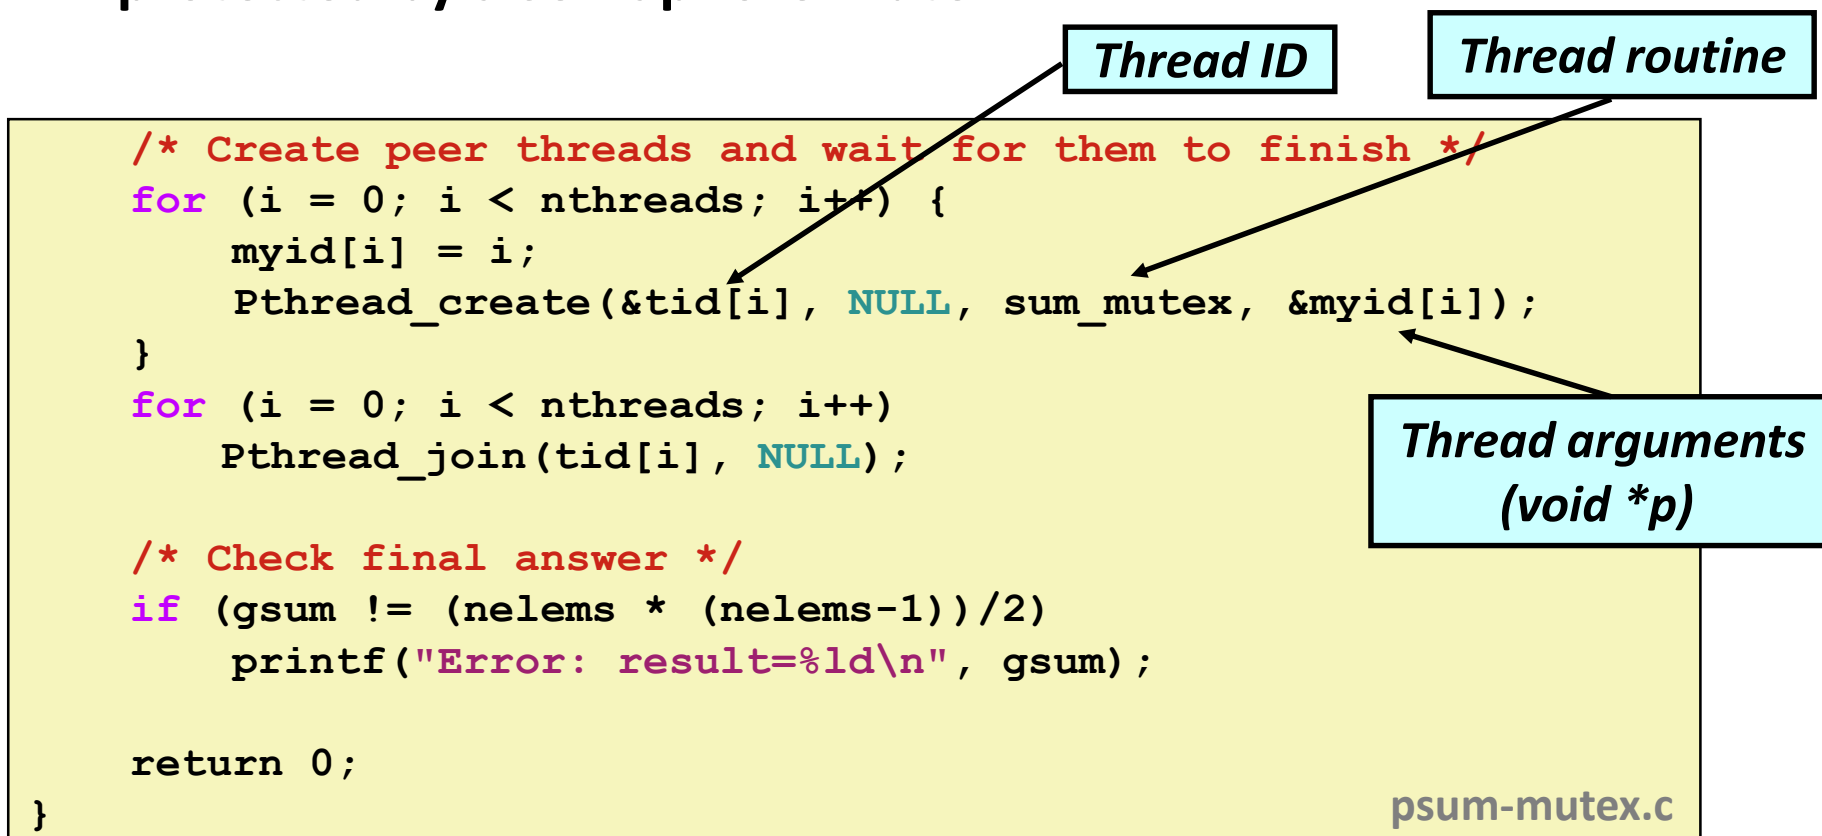 Thread ID
Thread routine
/* Create peer threads and wait for them to finish */
for (i = 0; i < nthreads; i++) {
myid[i] = i;
Pthread_create(&tid[i], NULL, sum_mutex, &myid[i]);
}
for (i = 0; i < nthreads; i++)
Pthread_join(tid[i], NULL);
Thread arguments
(void *p)
/* Check final answer */
if (gsum != (nelems * (nelems-1))/2)
printf("Error: result=%ld\n", gsum);
return 0;
}
psum-mutex.c